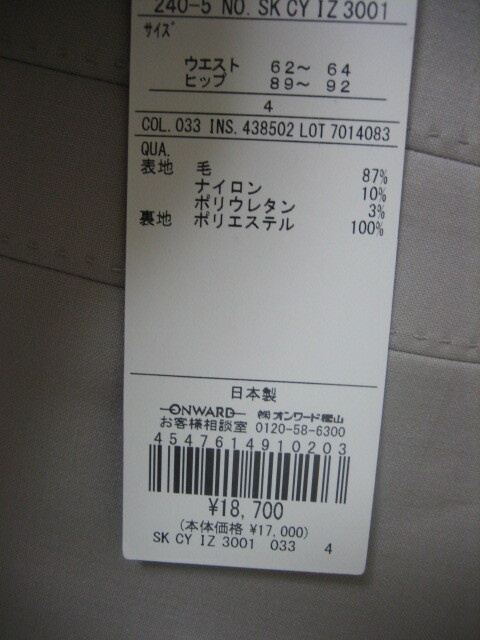 240-5 NO. SK CY IZ 3001
サイズ
ウエスト 62～ 64
ヒップ 89～ 92
4
COL. 033 INS. 438502 LOT 7014083
QUA.
表地 毛 87%
ナイロン 10%
ポリウレタン 3%
裏地 ポリエステル 100%
日本製
ONWARD ㈱オンワード樫山
お客様相談室 0120-58-6300
4547614910203
¥18,700
(本体価格 ¥17,000)
SK CY IZ 3001 033 4